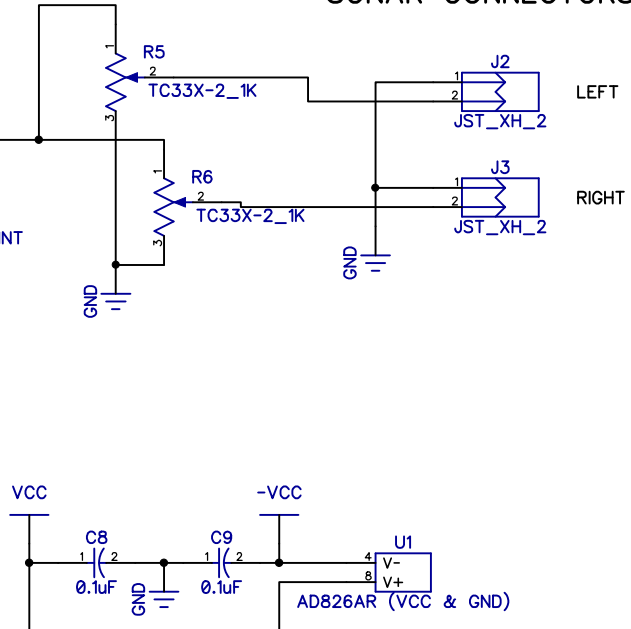 SONAR CONNECTORS
1
R5
2
TC33X-2_1K
3
J2
1
2
JST_XH_2
LEFT
1
R6
2
TC33X-2_1K
3
J3
1
2
JST_XH_2
RIGHT
GND
GND
VCC
-VCC
C8
1
2
0.1uF
GND
C9
1
2
0.1uF
U1
4
V-
8
V+
AD826AR (VCC & GND)